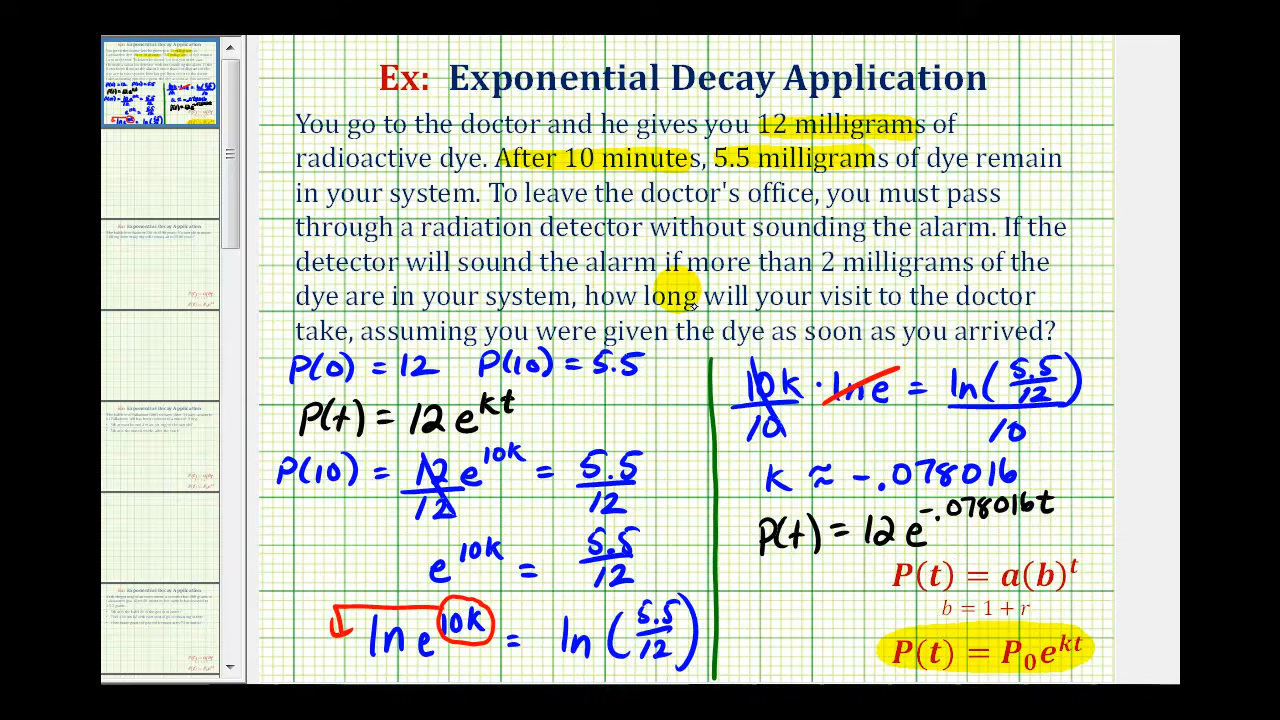 Ex: Exponential Decay Application
You go to the doctor and he gives you 12 milligrams of
radioactive dye. After 10 minutes, 5.5 milligrams of dye remain
in your system. To leave the doctor's office, you must pass
through a radiation detector without sounding the alarm. If the
detector will sound the alarm if more than 2 milligrams of the
dye are in your system, how long will your visit to the doctor
take, assuming you were given the dye as soon as you arrived?
P(0) = 12 P(10) = 5.5
P(t) = 12 e^{kt}
P(10) = 12 e^{10k} / 12 = 5.5 / 12
e^{10k} = 5.5 / 12
ln e^{10k} = ln (5.5 / 12)
10k · ln e / 10 = ln (5.5 / 12) / 10
k ≈ -.078016
P(t) = 12 e^{-.078016t}
P(t) = a(b)^t
b = 1 + r
P(t) = P₀e^{kt}